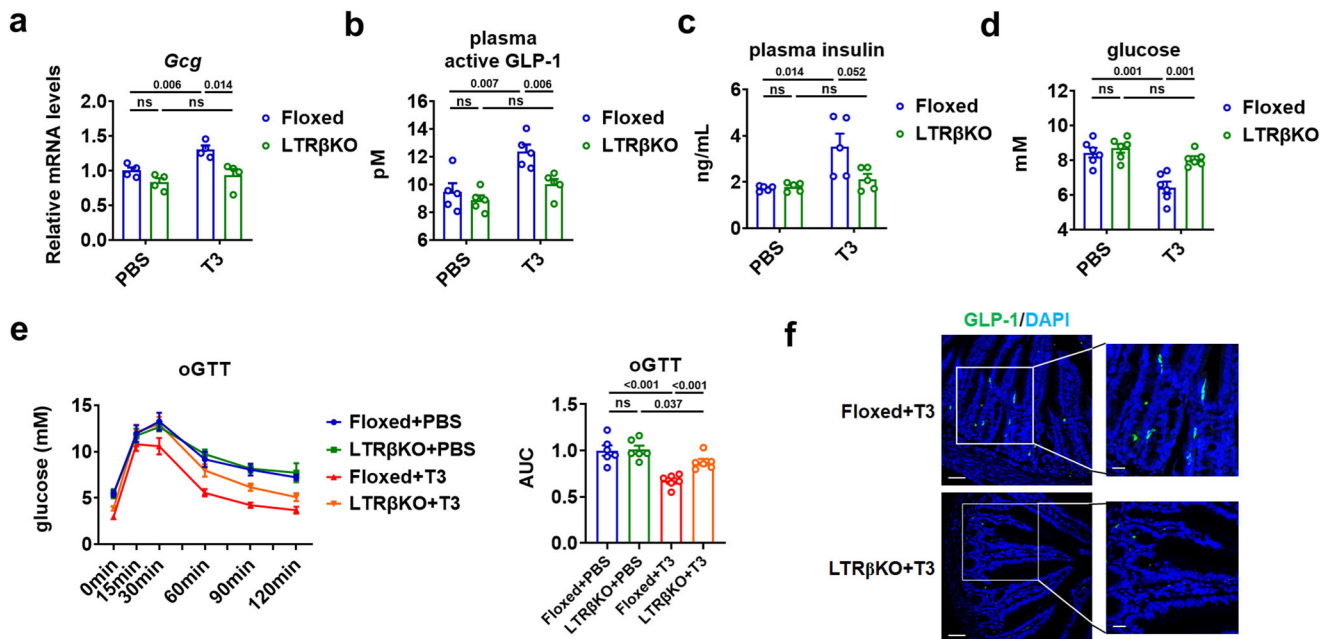 a
Gcg
Relative mRNA levels
0.006 0.014
ns ns
2.0
1.5
1.0
0.5
0.0
PBS T3
Floxed
LTRβKO
b
plasma
active GLP-1
pM
0.007 0.006
ns ns
16
14
12
10
8
6
PBS T3
Floxed
LTRβKO
c
plasma insulin
ng/mL
0.014 0.052
ns ns
6
4
2
0
PBS T3
Floxed
LTRβKO
d
glucose
mM
0.001 0.001
ns ns
12
10
8
6
4
PBS T3
Floxed
LTRβKO
e
oGTT
glucose (mM)
15
10
5
0
0min 15min 30min 60min 90min 120min
Floxed+PBS
LTRβKO+PBS
Floxed+T3
LTRβKO+T3
oGTT
AUC
<0.001 <0.001
ns 0.037
1.5
1.0
0.5
0.0
Floxed+PBS LTRβKO+PBS Floxed+T3 LTRβKO+T3
f
GLP-1/DAPI
Floxed+T3
LTRβKO+T3